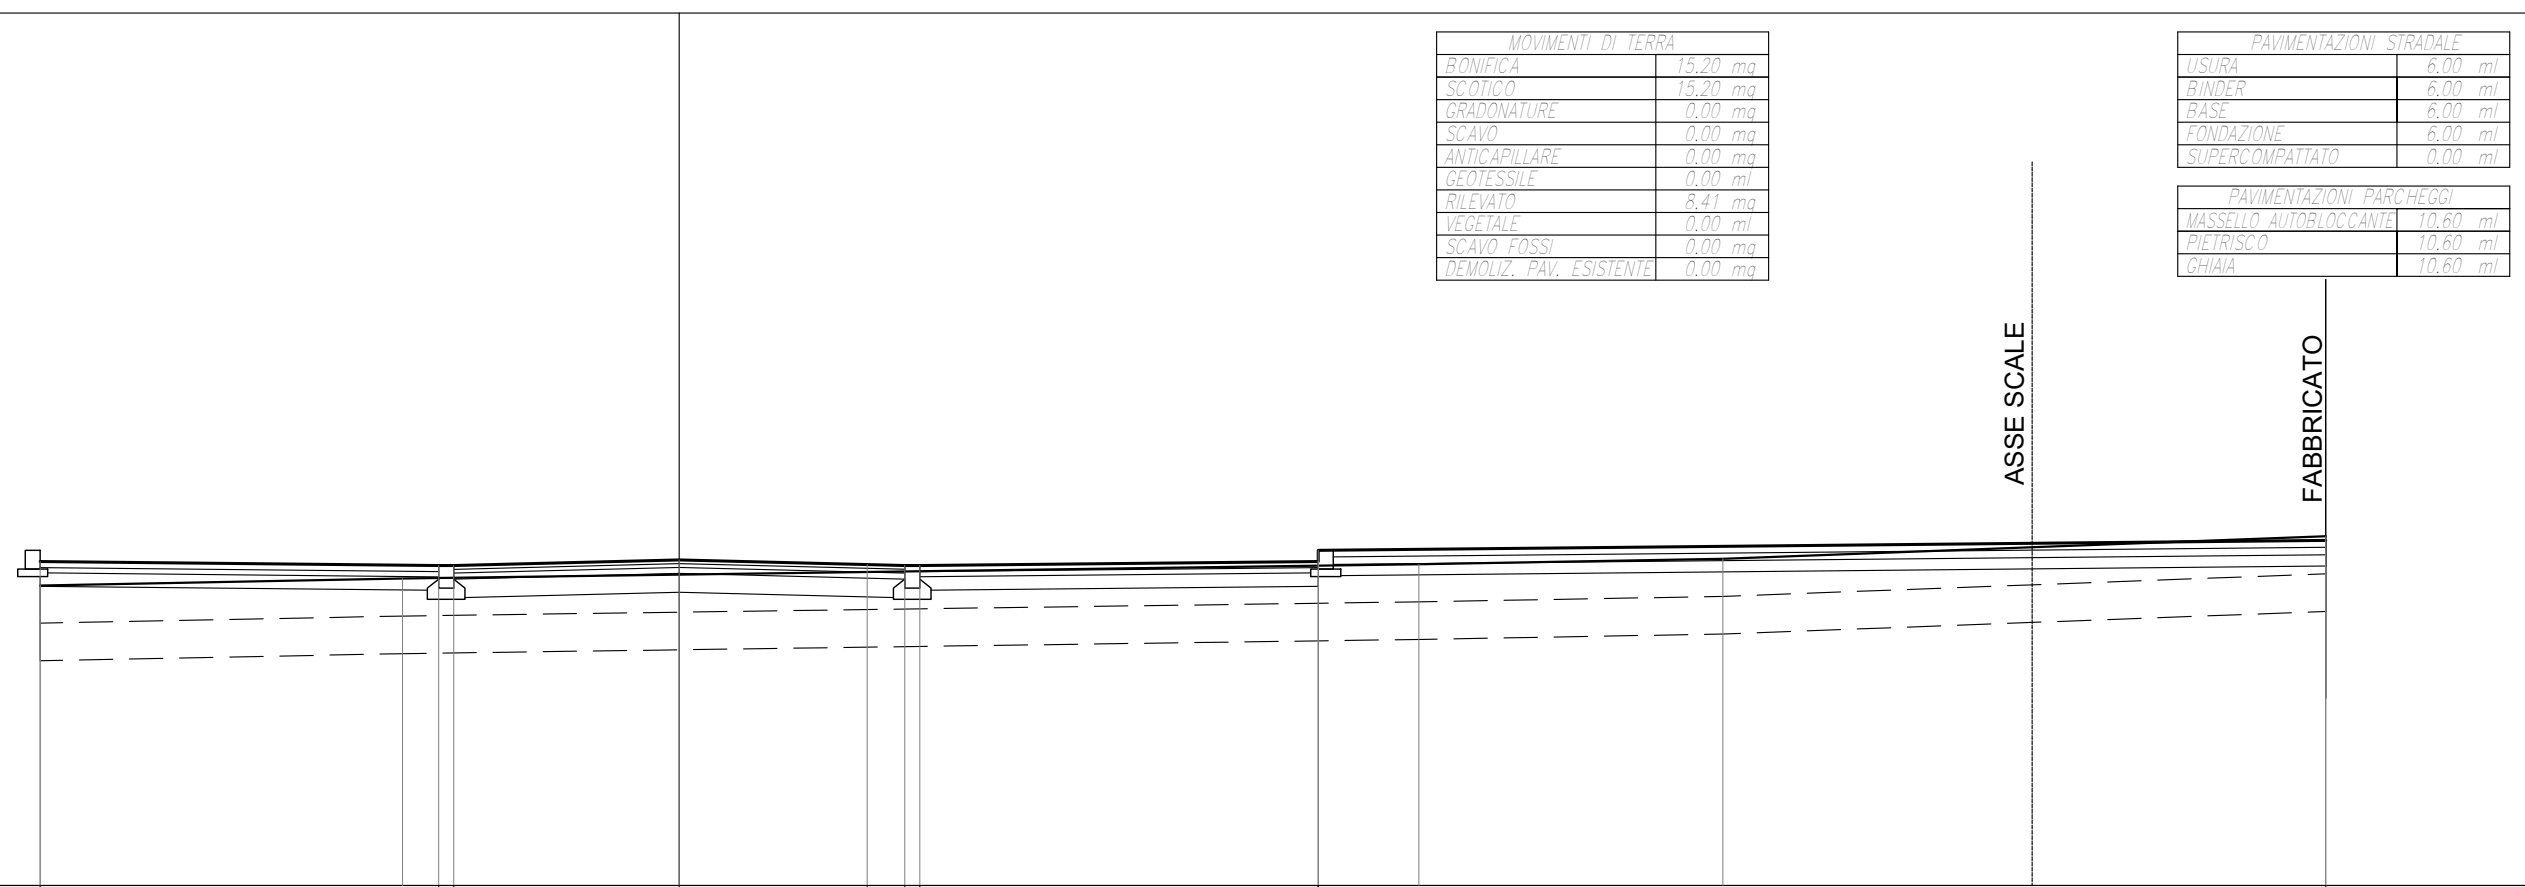 MOVIMENTI DI TERRA
BONIFICA 15.20 mq
SCOTICO 15.20 mq
GRADONATURE 0.00 mq
SCAVO 0.00 mq
ANTICAPILLARE 0.00 mq
GEOTESSILE 0.00 ml
RILEVATO 8.41 mq
VEGETALE 0.00 ml
SCAVO FOSSI 0.00 mq
DEMOLIZ. PAV. ESISTENTE 0.00 mq
PAVIMENTAZIONI STRADALE
USURA 6.00 ml
BINDER 6.00 ml
BASE 6.00 ml
FONDAZIONE 6.00 ml
SUPERCOMPATTATO 0.00 ml
PAVIMENTAZIONI PARCHEGGI
MASSELLO AUTOBLOCCANTE 10.60 ml
PIETRISCO 10.60 ml
GHIAIA 10.60 ml
ASSE SCALE
FABBRICATO